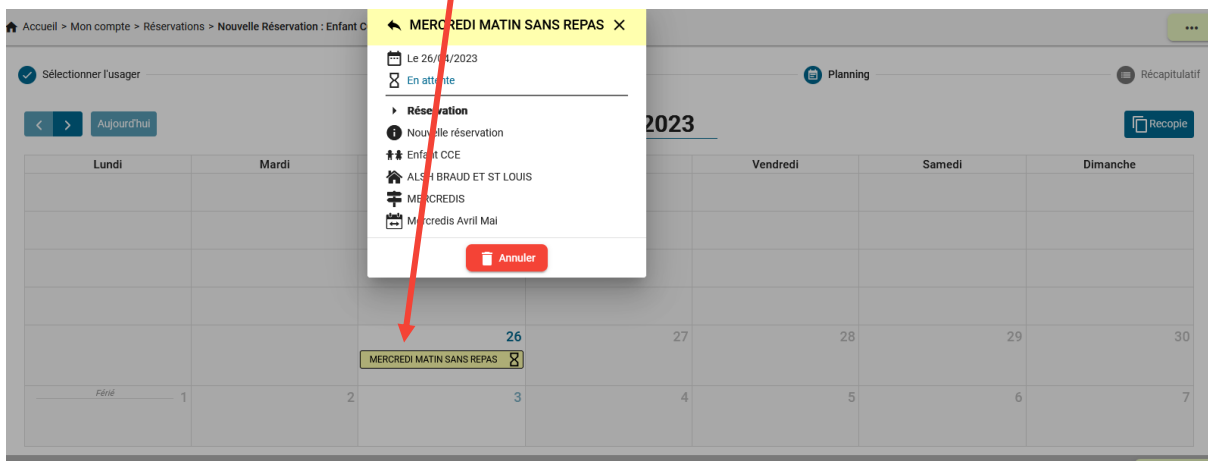 Accueil > Mon compte > Réservations > Nouvelle Réservation : Enfant C
MERCREDI MATIN SANS REPAS
...
Le 26/04/2023
En attente
Réservation
Nouvelle réservation
Enfant CCE
ALSH BRAUD ET ST LOUIS
MERCREDIS
Mercredis Avril Mai
Annuler
Sélectionner l'usager
Planning
Récapitulatif
Aujourd'hui
2023
Recopie
Lundi Mardi Vendredi Samedi Dimanche
26 27 28 29 30
MERCREDI MATIN SANS REPAS
Férié 1 2 3 4 5 6 7